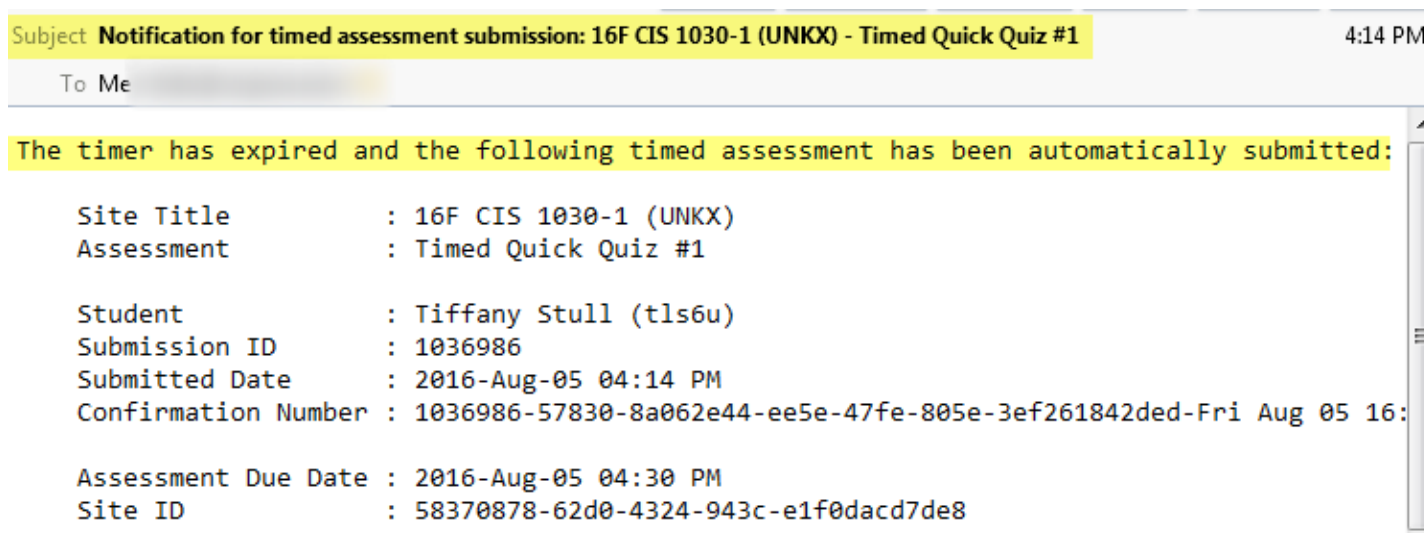 Subject Notification for timed assessment submission: 16F CIS 1030-1 (UNKX) - Timed Quick Quiz #1 4:14 PM
To Me
The timer has expired and the following timed assessment has been automatically submitted:
Site Title : 16F CIS 1030-1 (UNKX)
Assessment : Timed Quick Quiz #1
Student : Tiffany Stull (tls6u)
Submission ID : 1036986
Submitted Date : 2016-Aug-05 04:14 PM
Confirmation Number : 1036986-57830-8a062e44-ee5e-47fe-805e-3ef261842ded-Fri Aug 05 16:
Assessment Due Date : 2016-Aug-05 04:30 PM
Site ID : 58370878-62d0-4324-943c-e1f0dacd7de8